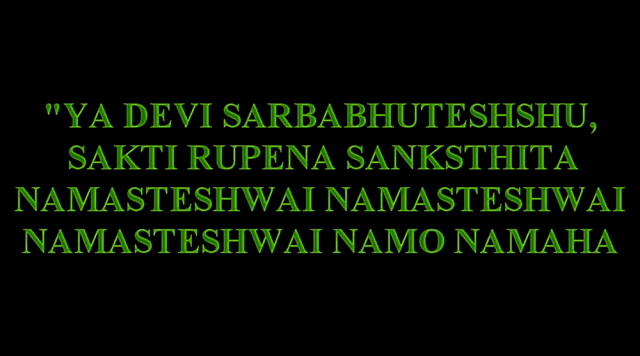 "YA DEVI SARBABHUTESHSHU,
SAKTI RUPENA SANKSTHITA
NAMASTESHWAI NAMASTESHWAI
NAMASTESHWAI NAMO NAMAHA